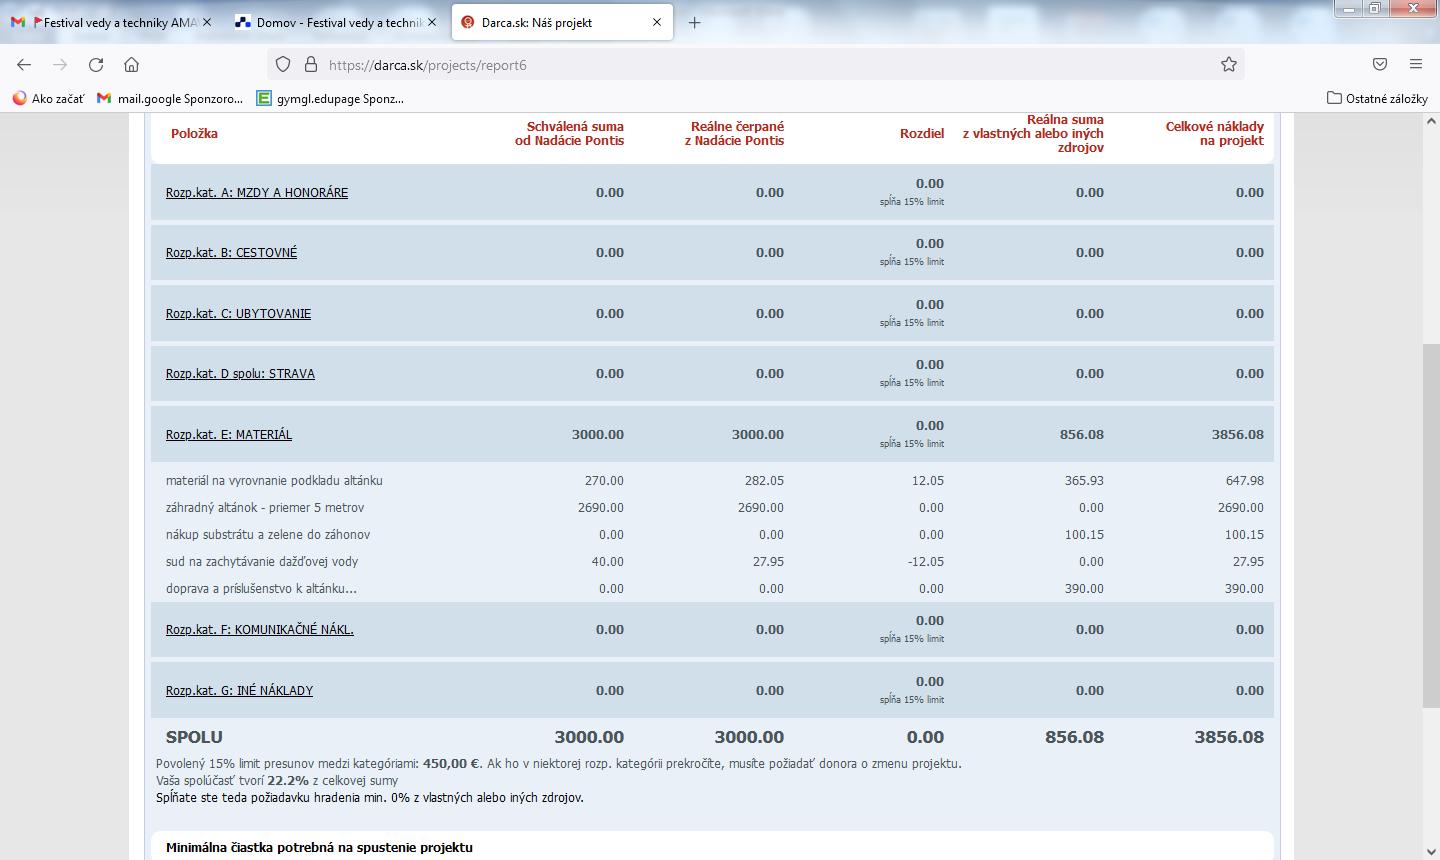 Festival vedy a techniky AMA
Domov - Festival vedy a technik
Darca.sk: Náš projekt
https://darca.sk/projects/report6
Ako začať
mail.google Sponzoro...
gymgl.edupage Sponz...
Ostatné záložky
Položka
Schválená suma
od Nadácie Pontis
Reálne čerpané
z Nadácie Pontis
Rozdiel
Reálna suma
z vlastných alebo iných
zdrojov
Celkové náklady
na projekt
Rozp.kat. A: MZDY A HONORÁRE 0.00 0.00 0.00 0.00 0.00
spĺňa 15% limit
Rozp.kat. B: CESTOVNÉ 0.00 0.00 0.00 0.00 0.00
spĺňa 15% limit
Rozp.kat. C: UBYTOVANIE 0.00 0.00 0.00 0.00 0.00
spĺňa 15% limit
Rozp.kat. D spolu: STRAVA 0.00 0.00 0.00 0.00 0.00
spĺňa 15% limit
Rozp.kat. E: MATERIÁL 3000.00 3000.00 0.00 856.08 3856.08
spĺňa 15% limit
materiál na vyrovnanie podkladu altánku 270.00 282.05 12.05 365.93 647.98
záhradný altánok - priemer 5 metrov 2690.00 2690.00 0.00 0.00 2690.00
nákup substrátu a zelene do záhonov 0.00 0.00 0.00 100.15 100.15
sud na zachytávanie dažďovej vody 40.00 27.95 -12.05 0.00 27.95
doprava a príslušenstvo k altánku... 0.00 0.00 0.00 390.00 390.00
Rozp.kat. F: KOMUNIKAČNÉ NÁKL. 0.00 0.00 0.00 0.00 0.00
spĺňa 15% limit
Rozp.kat. G: INÉ NÁKLADY 0.00 0.00 0.00 0.00 0.00
spĺňa 15% limit
SPOLU 3000.00 3000.00 0.00 856.08 3856.08
Povolený 15% limit presunov medzi kategóriami: 450,00 €. Ak ho v niektorej rozp. kategórii prekročíte, musíte požiadať donora o zmenu projektu.
Vaša spolúčasť tvorí 22.2% z celkovej sumy
Spĺňate ste teda požiadavku hradenia min. 0% z vlastných alebo iných zdrojov.
Minimálna čiastka potrebná na spustenie projektu